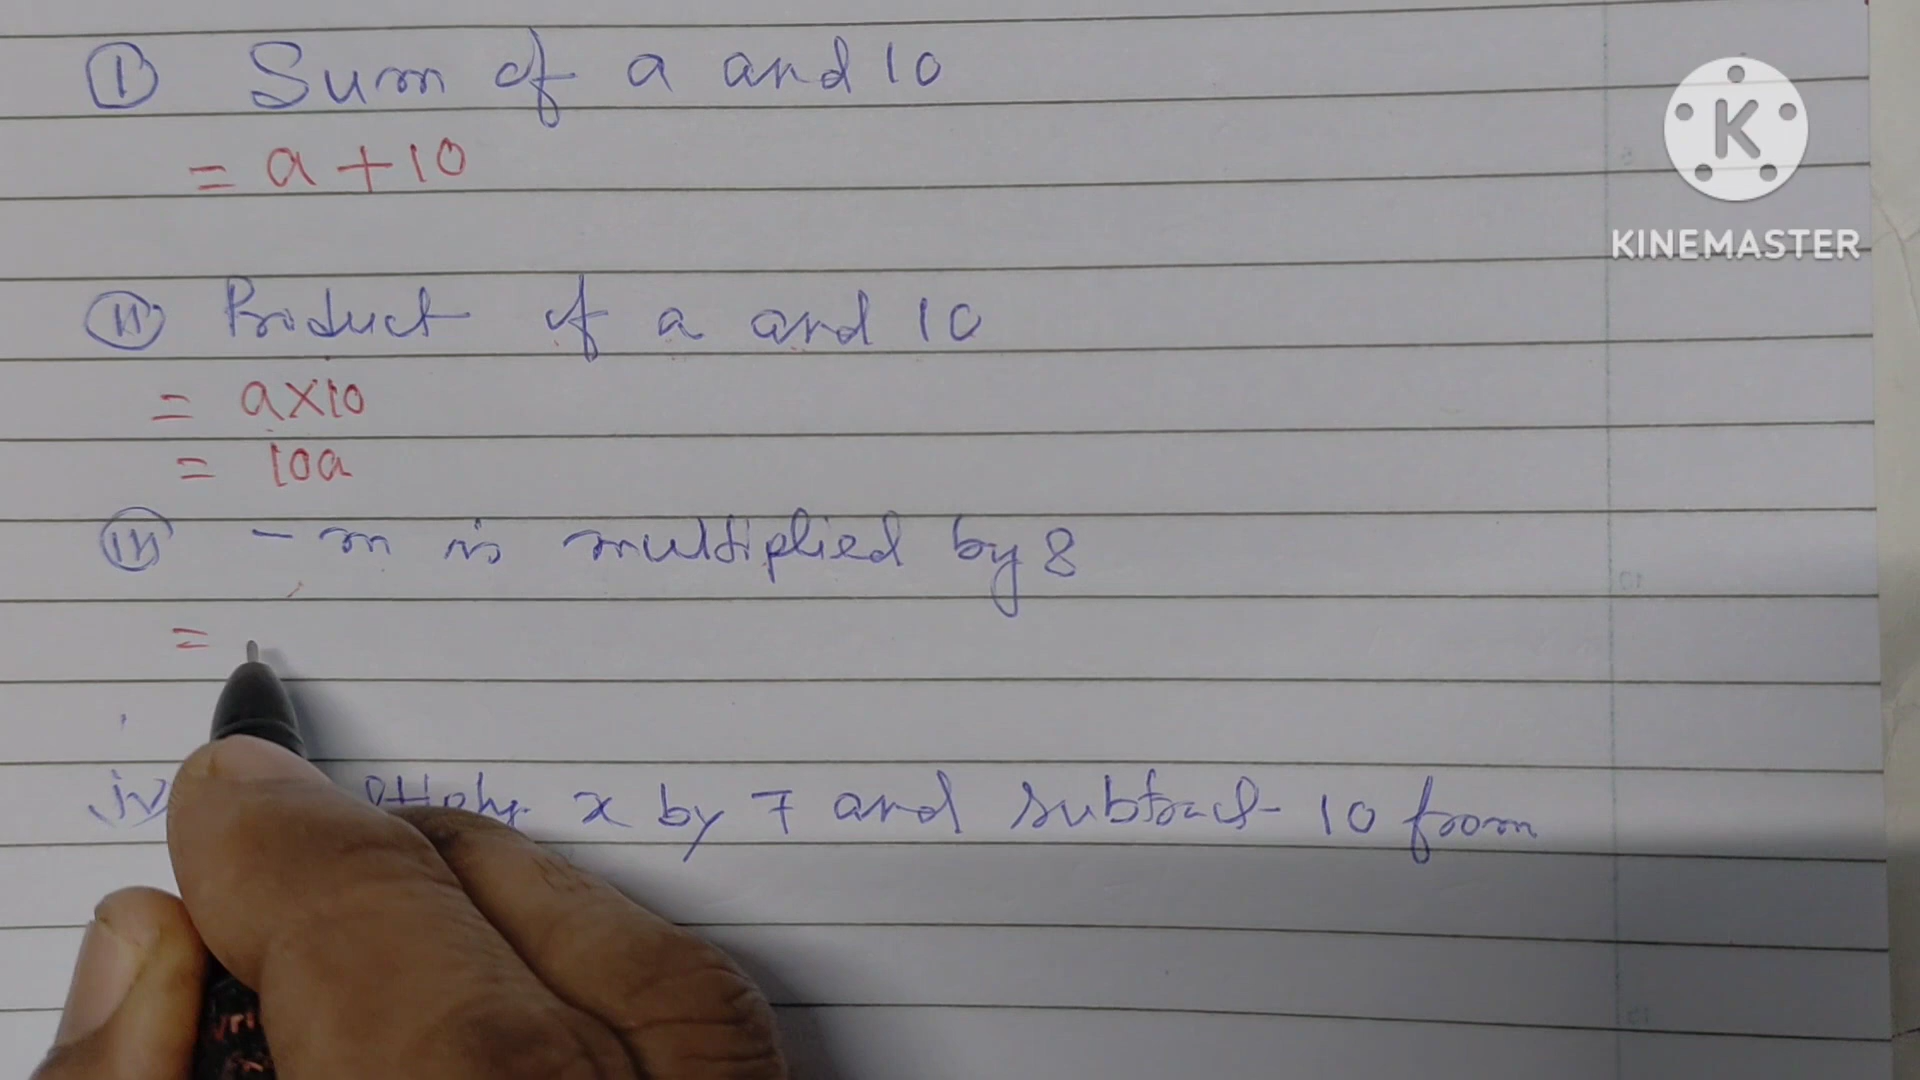 (i) Sum of a and 10
= a + 10
(ii) Product of a and 10
= a×10
= 10a
(iii) -m is multiplied by 8
=
iv x by 7 and subtract 10 from
K
KINEMASTER